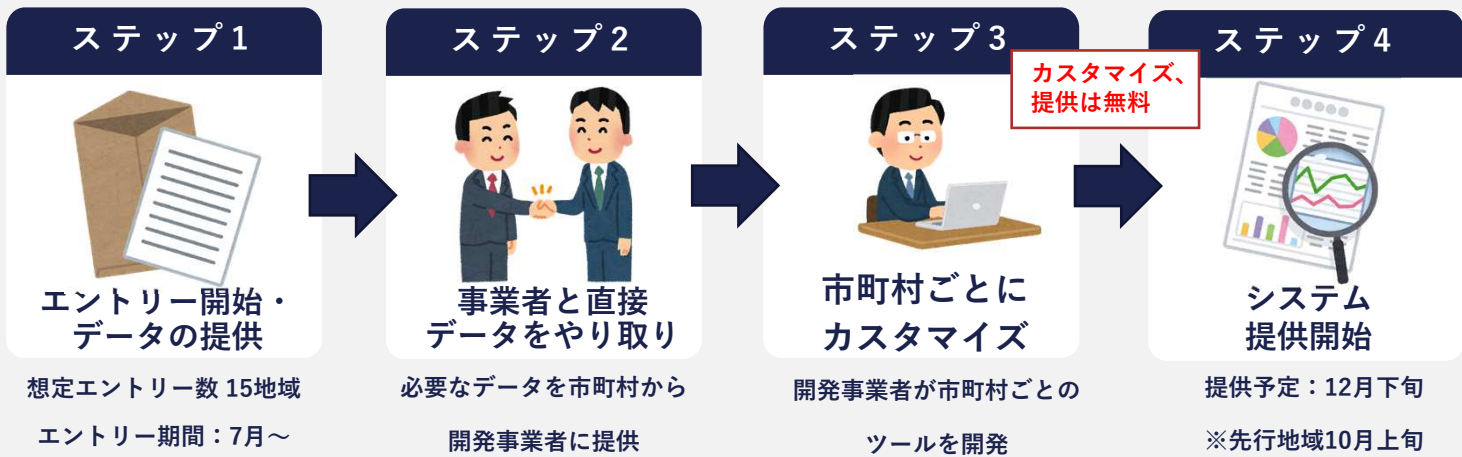 ステップ1
エントリー開始・
データの提供
想定エントリー数 15地域
エントリー期間：7月～
ステップ2
事業者と直接
データをやり取り
必要なデータを市町村から
開発事業者に提供
ステップ3
カスタマイズ、
提供は無料
市町村ごとに
カスタマイズ
開発事業者が市町村ごとの
ツールを開発
ステップ4
システム
提供開始
提供予定：12月下旬
※先行地域10月上旬